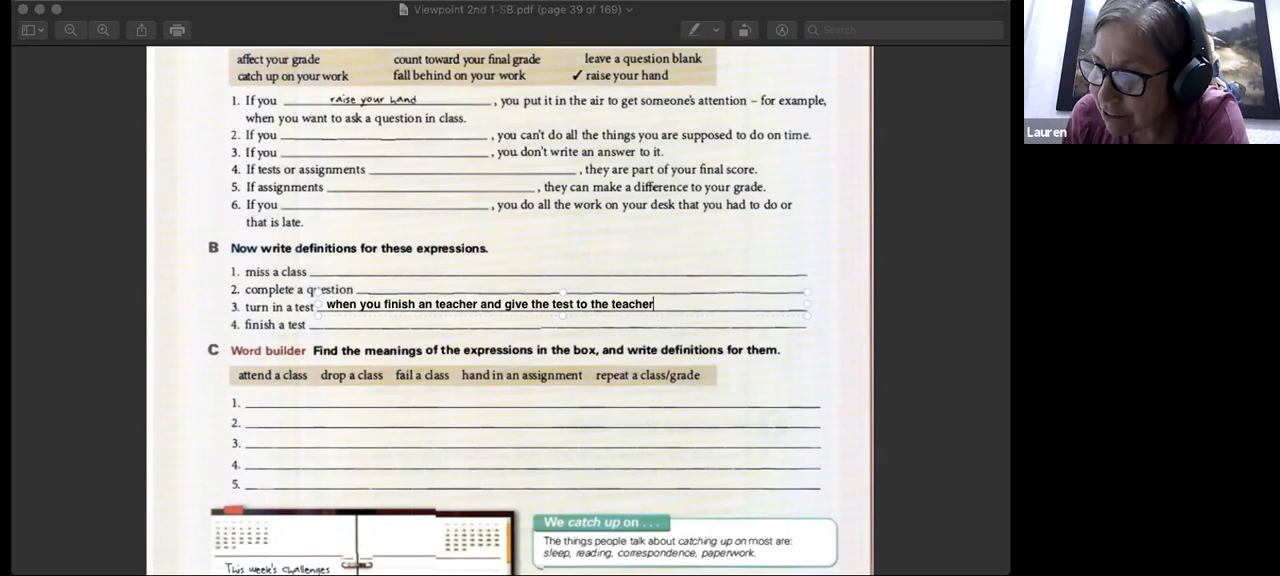 Viewpoint 2nd 1-SB.pdf (page 39 of 169)
Search
affect your grade count toward your final grade leave a question blank
catch up on your work fall behind on your work ✓ raise your hand
1. If you raise your hand, you put it in the air to get someone's attention – for example,
when you want to ask a question in class.
2. If you ____, you can't do all the things you are supposed to do on time.
3. If you ____, you don't write an answer to it.
4. If tests or assignments ____, they are part of your final score.
5. If assignments ____, they can make a difference to your grade.
6. If you ____, you do all the work on your desk that you had to do or
that is late.
B Now write definitions for these expressions.
1. miss a class
2. complete a question
3. turn in a test when you finish an teacher and give the test to the teacher
4. finish a test
C Word builder Find the meanings of the expressions in the box, and write definitions for them.
attend a class drop a class fail a class hand in an assignment repeat a class/grade
1.
2.
3.
4.
5.
We catch up on . . .
The things people talk about catching up on most are:
sleep, reading, correspondence, paperwork.
This week's challenges
Lauren